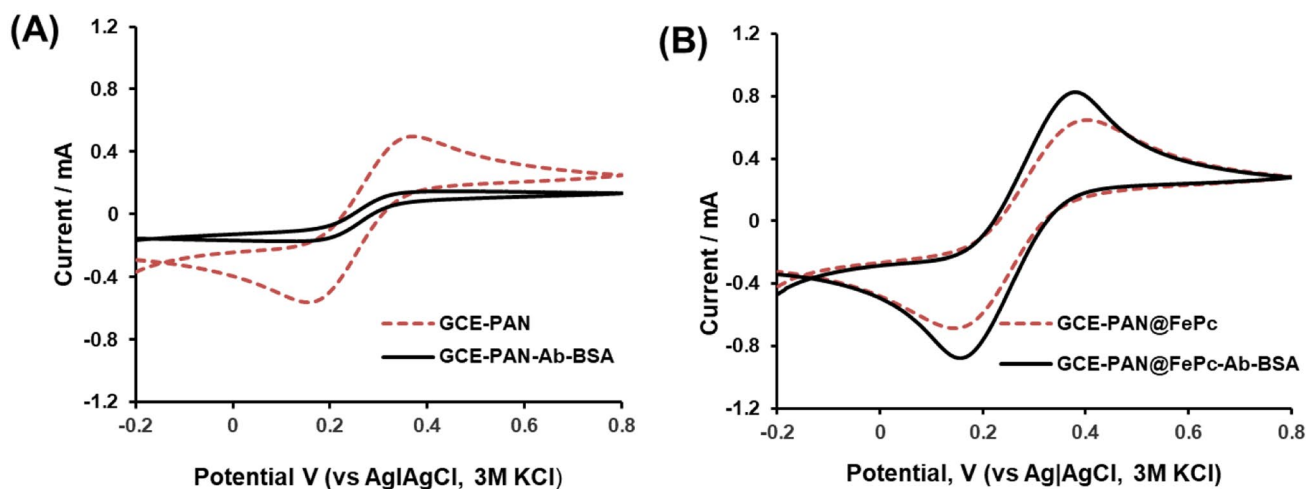 (A)
1.2
0.8
0.4
0
-0.4
-0.8
-1.2
Current / mA
-0.2
0
0.2
0.4
0.6
0.8
Potential V (vs Ag|AgCl, 3M KCl)
GCE-PAN
GCE-PAN-Ab-BSA
(B)
1.2
0.8
0.4
0
-0.4
-0.8
-1.2
Current / mA
-0.2
0
0.2
0.4
0.6
0.8
Potential, V (vs Ag|AgCl, 3M KCl)
GCE-PAN@FePc
GCE-PAN@FePc-Ab-BSA